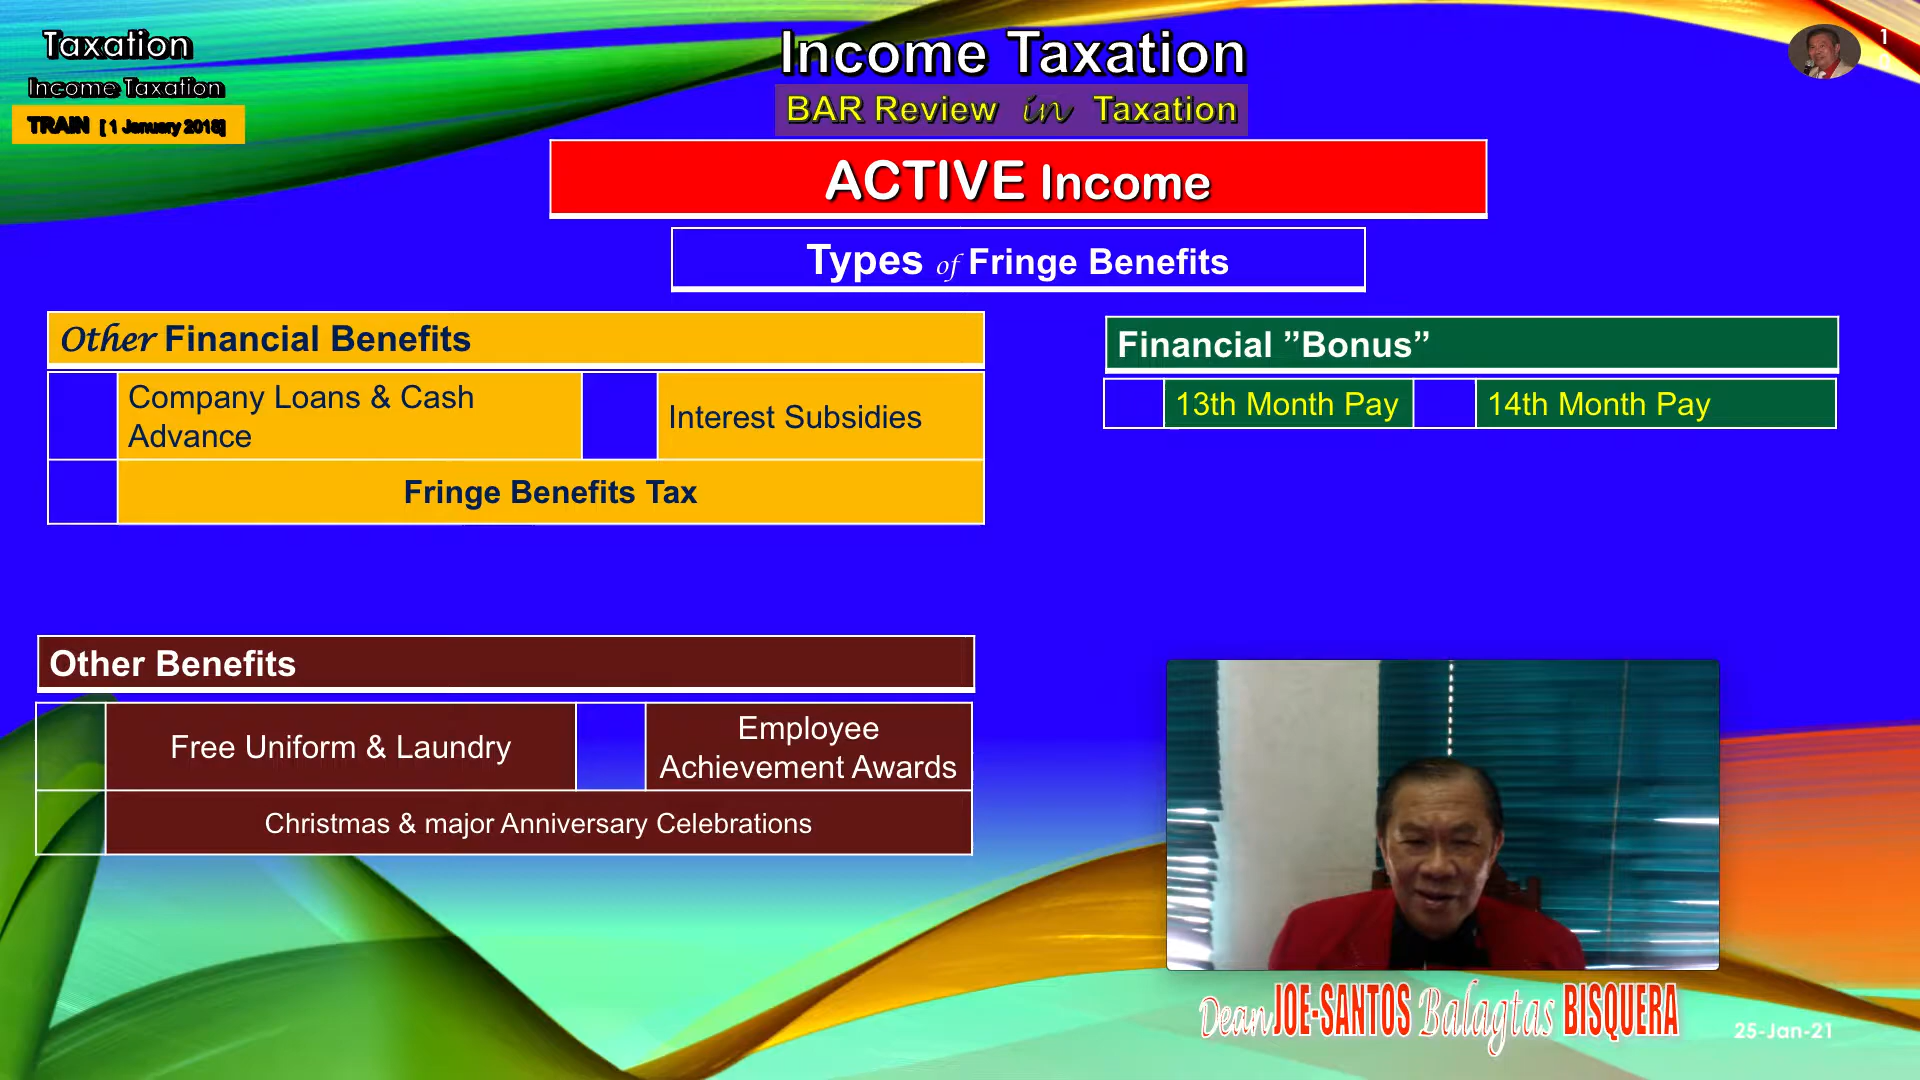 Taxation
Income Taxation
TRAIN [ 1 January 2018]
Income Taxation
BAR Review in Taxation
ACTIVE Income
Types of Fringe Benefits
Other Financial Benefits
Company Loans & Cash
Advance
Interest Subsidies
Fringe Benefits Tax
Financial ”Bonus”
13th Month Pay
14th Month Pay
Other Benefits
Free Uniform & Laundry
Employee
Achievement Awards
Christmas & major Anniversary Celebrations
Dean JOE-SANTOS Balagtas BISQUERA
25-Jan-21